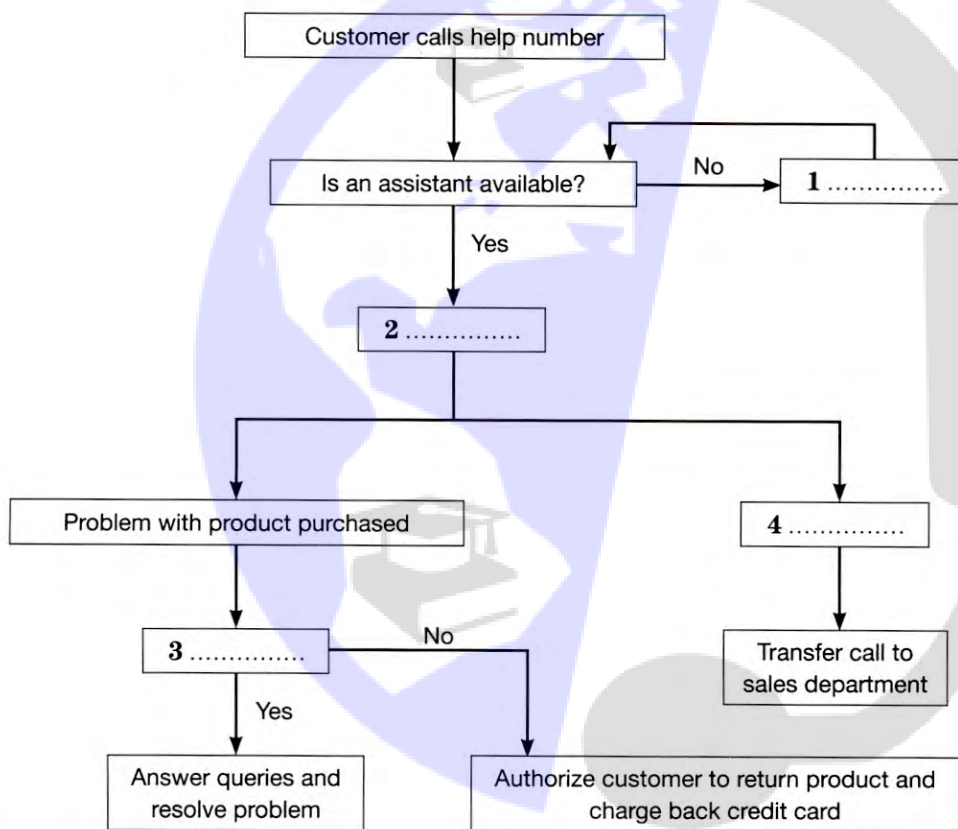 Customer calls help number
Is an assistant available?
No
1 ...............
Yes
2 ...............
Problem with product purchased
4 ...............
3 ...............
No
Transfer call to
sales department
Yes
Answer queries and
resolve problem
Authorize customer to return product and
charge back credit card